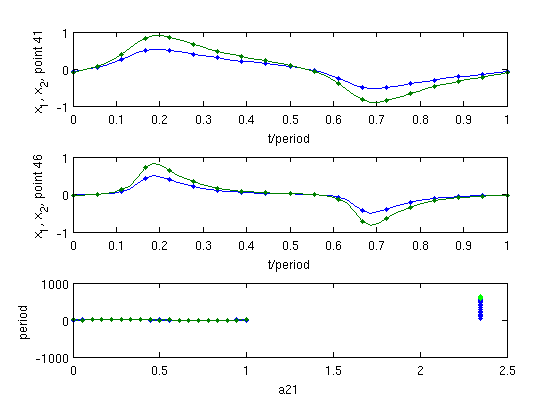 1
0
-1
x1, x2, point 41
0 0.1 0.2 0.3 0.4 0.5 0.6 0.7 0.8 0.9 1
t/period
1
0
-1
x1, x2, point 46
0 0.1 0.2 0.3 0.4 0.5 0.6 0.7 0.8 0.9 1
t/period
1000
0
-1000
period
0 0.5 1 1.5 2 2.5
a21